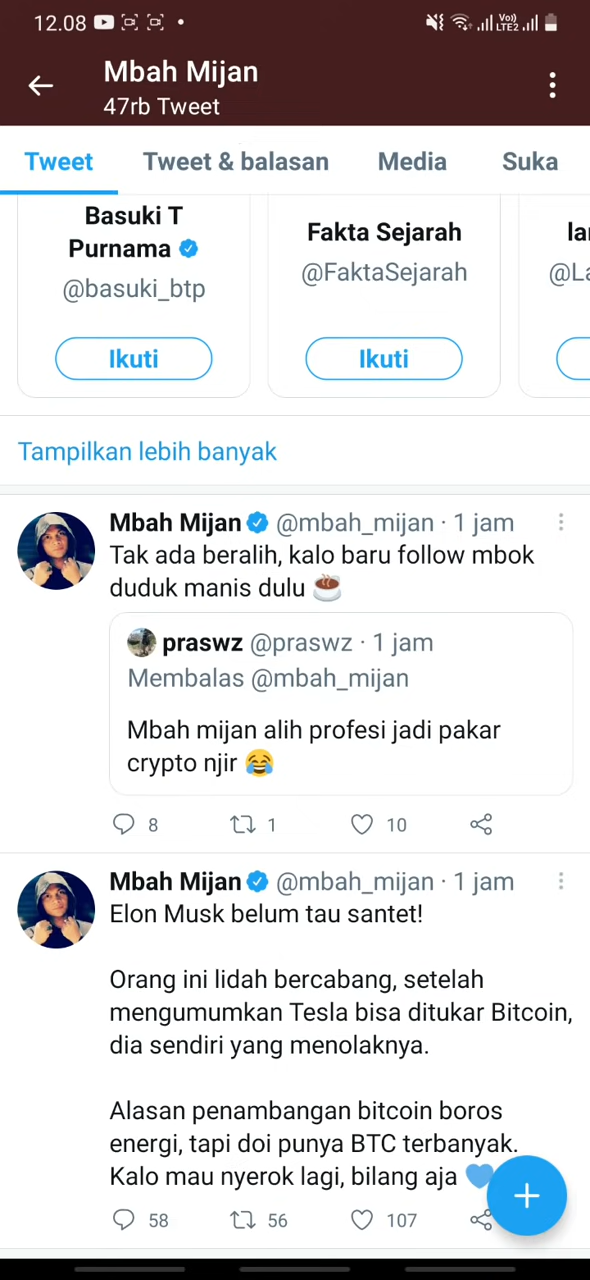 12.08
Vo))
LTE2
Mbah Mijan
47rb Tweet
Tweet
Tweet & balasan
Media
Suka
Basuki T
Purnama
@basuki_btp
Ikuti
Fakta Sejarah
@FaktaSejarah
Ikuti
lar
@La
Tampilkan lebih banyak
Mbah Mijan @mbah_mijan · 1 jam
Tak ada beralih, kalo baru follow mbok
duduk manis dulu ☕
praswz @praswz · 1 jam
Membalas @mbah_mijan
Mbah mijan alih profesi jadi pakar
crypto njir 😂
8 1 10
Mbah Mijan @mbah_mijan · 1 jam
Elon Musk belum tau santet!
Orang ini lidah bercabang, setelah
mengumumkan Tesla bisa ditukar Bitcoin,
dia sendiri yang menolaknya.
Alasan penambangan bitcoin boros
energi, tapi doi punya BTC terbanyak.
Kalo mau nyerok lagi, bilang aja 💙
58 56 107